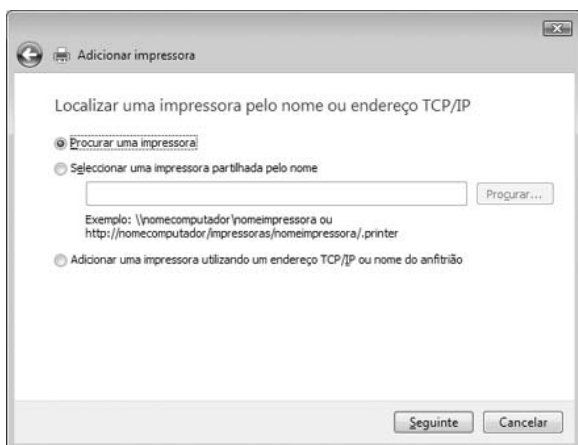 Adicionar impressora
Localizar uma impressora pelo nome ou endereço TCP/IP
Procurar uma impressora
Seleccionar uma impressora partilhada pelo nome
Procurar...
Exemplo: \\nomecomputador\nomeimpressora ou
http://nomecomputador/impressoras/nomeimpressora/.printer
Adicionar uma impressora utilizando um endereço TCP/IP ou nome do anfitrião
Seguinte
Cancelar